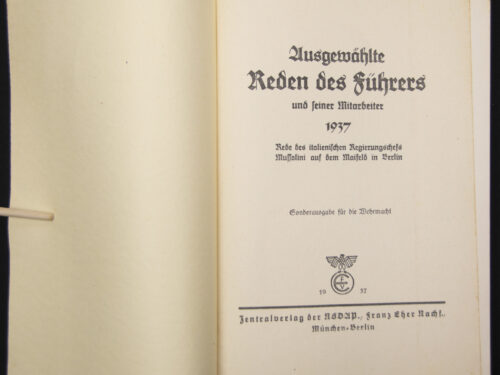 Ausgewählte
Reden des Führers
und seiner Mitarbeiter
1937
Rede des italienischen Regierungschefs
Mussolini auf dem Maifeld in Berlin
Sonderausgabe für die Wehrmacht
19 37
Zentralverlag der NSDAP., Franz Eher Nachf.,
München-Berlin